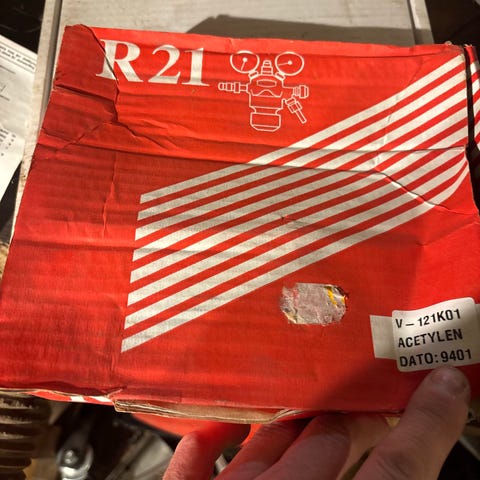 R21
V-121K01
ACETYLEN
DATO: 9401